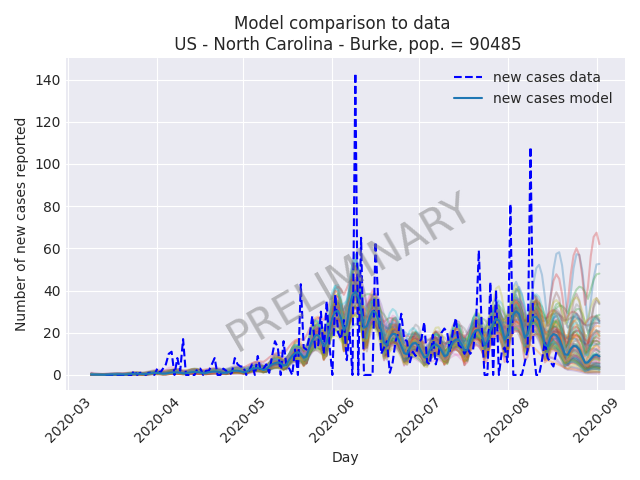 Model comparison to data
US - North Carolina - Burke, pop. = 90485
new cases data
new cases model
PRELIMINARY
Number of new cases reported
140
120
100
80
60
40
20
0
2020-03
2020-04
2020-05
2020-06
2020-07
2020-08
2020-09
Day